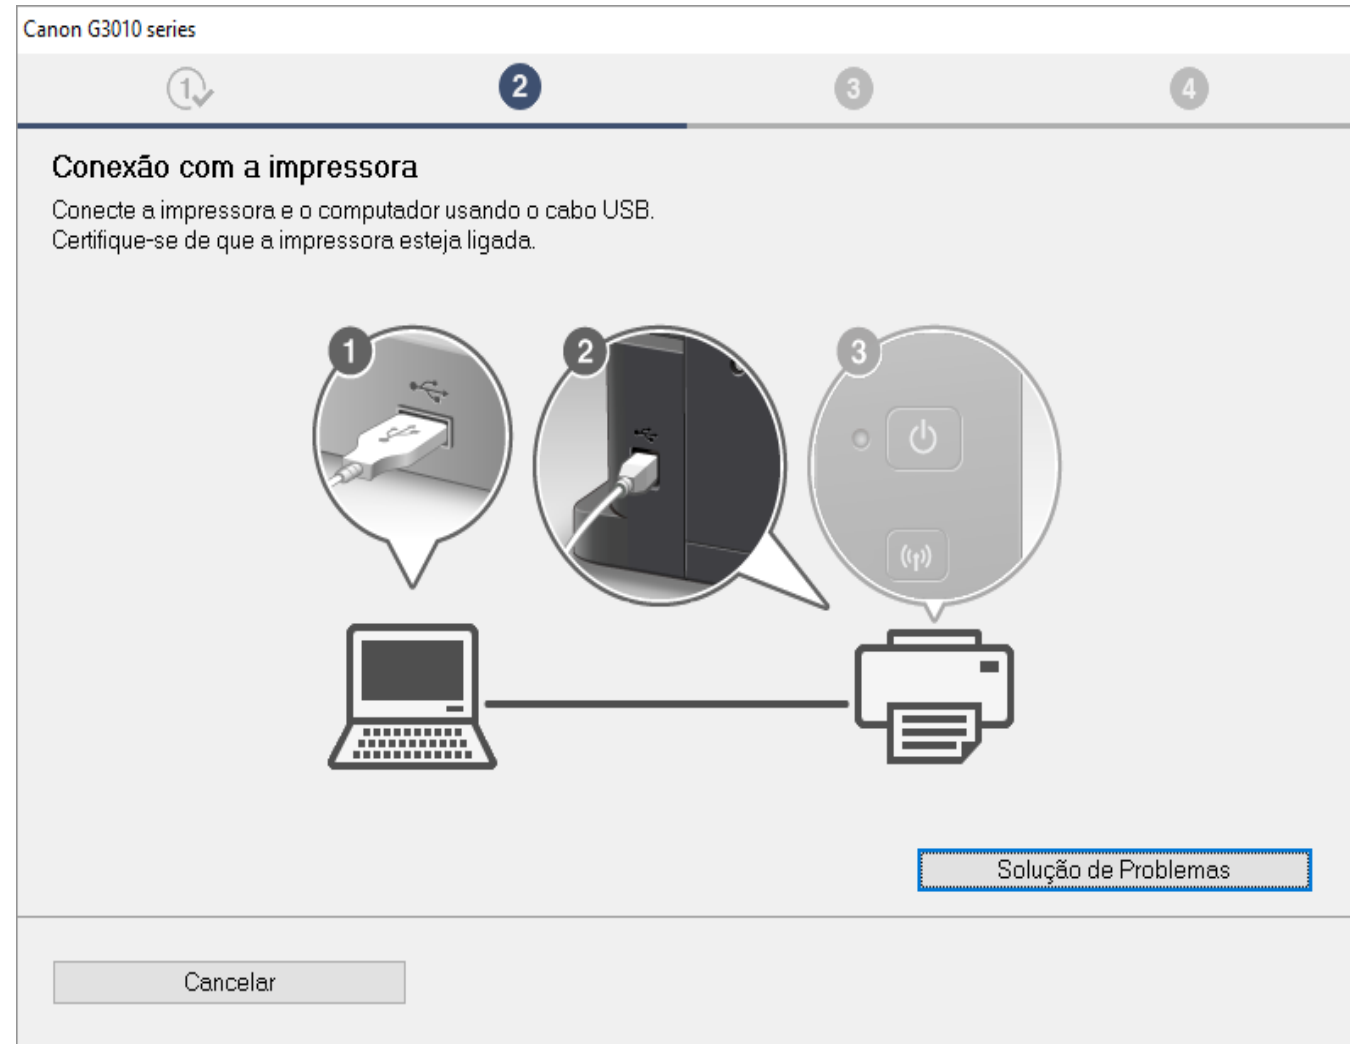 Canon G3010 series
1
2
3
4
Conexão com a impressora
Conecte a impressora e o computador usando o cabo USB.
Certifique-se de que a impressora esteja ligada.
1
2
3
Solução de Problemas
Cancelar